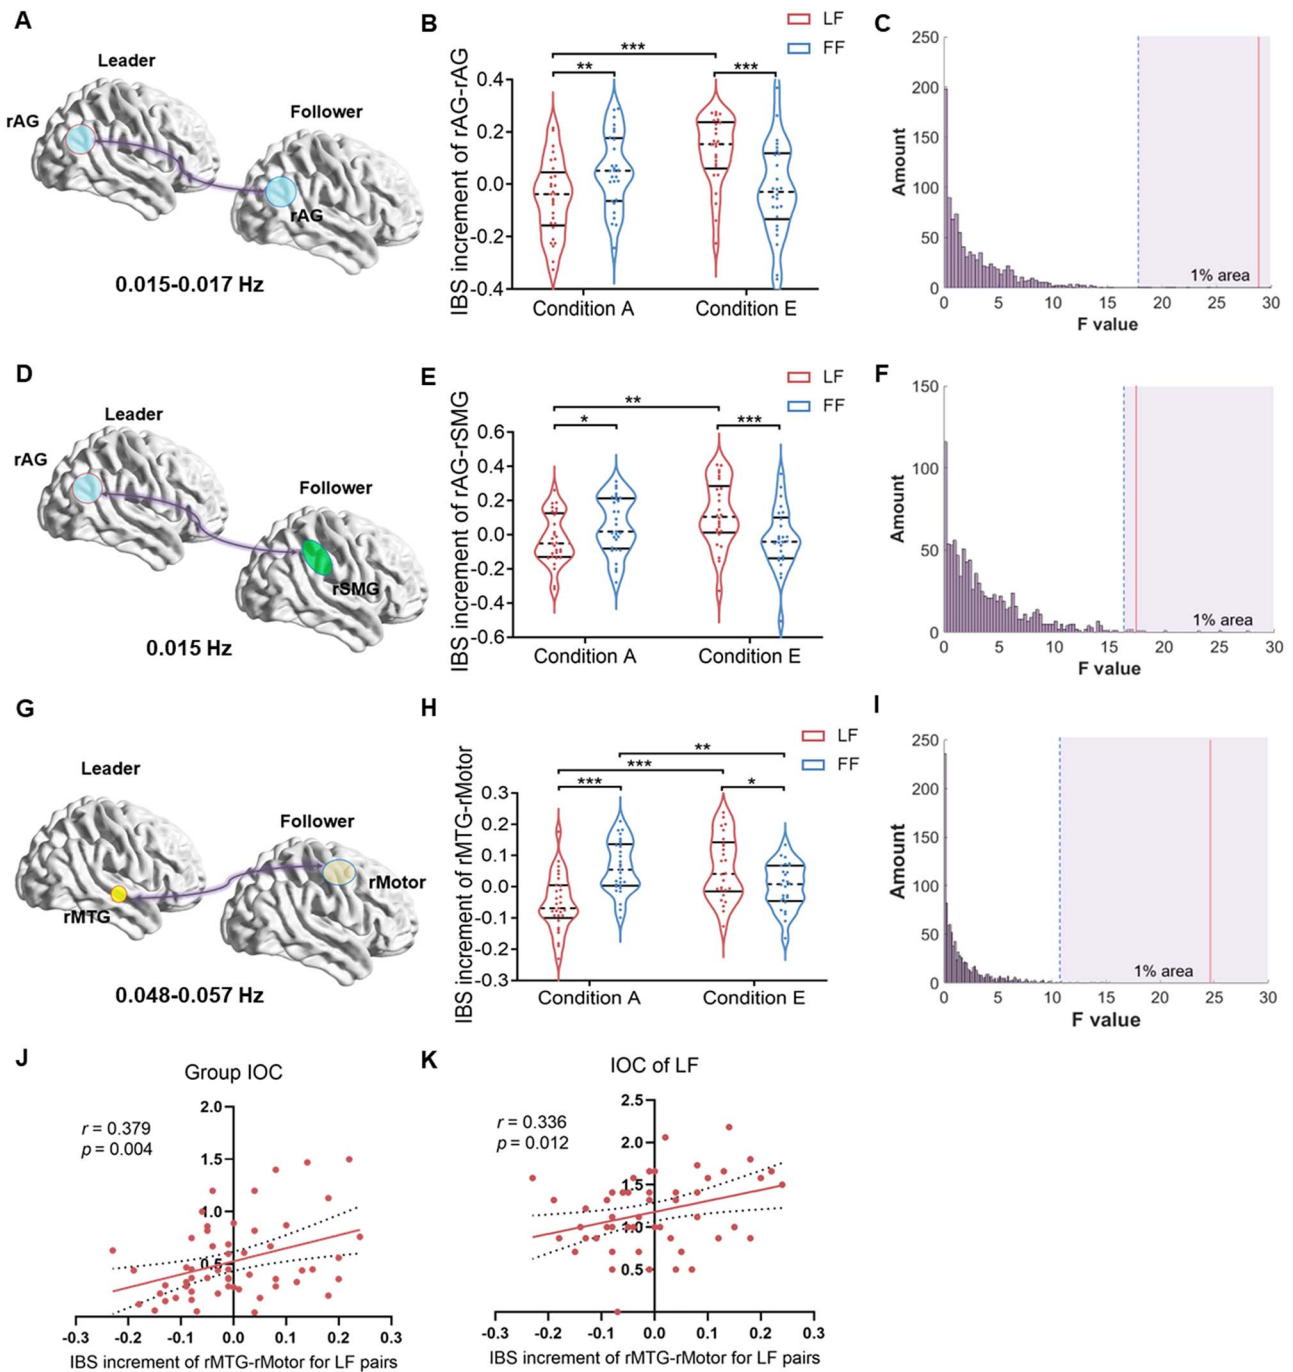 A
Leader
rAG
Follower
rAG
0.015-0.017 Hz
B
LF
FF
***
**
***
IBS increment of rAG-rAG
0.4
0.2
0.0
-0.2
-0.4
Condition A
Condition E
C
250
200
150
100
50
0
Amount
1% area
0
5
10
15
20
25
30
F value
D
Leader
rAG
Follower
rSMG
0.015 Hz
E
LF
FF
**
*
***
IBS increment of rAG-rSMG
0.6
0.4
0.2
0.0
-0.2
-0.4
-0.6
Condition A
Condition E
F
150
100
50
0
Amount
1% area
0
5
10
15
20
25
30
F value
G
Leader
rMTG
Follower
rMotor
0.048-0.057 Hz
H
LF
FF
**
***
***
*
IBS increment of rMTG-rMotor
0.3
0.2
0.1
0.0
-0.1
-0.2
-0.3
Condition A
Condition E
I
250
200
150
100
50
0
Amount
1% area
0
5
10
15
20
25
30
F value
J
Group IOC
r = 0.379
p = 0.004
2.0
1.5
1.0
0.5
-0.3
-0.2
-0.1
0.0
0.1
0.2
0.3
IBS increment of rMTG-rMotor for LF pairs
K
IOC of LF
r = 0.336
p = 0.012
2.5
2.0
1.5
1.0
0.5
-0.3
-0.2
-0.1
0.0
0.1
0.2
0.3
IBS increment of rMTG-rMotor for LF pairs